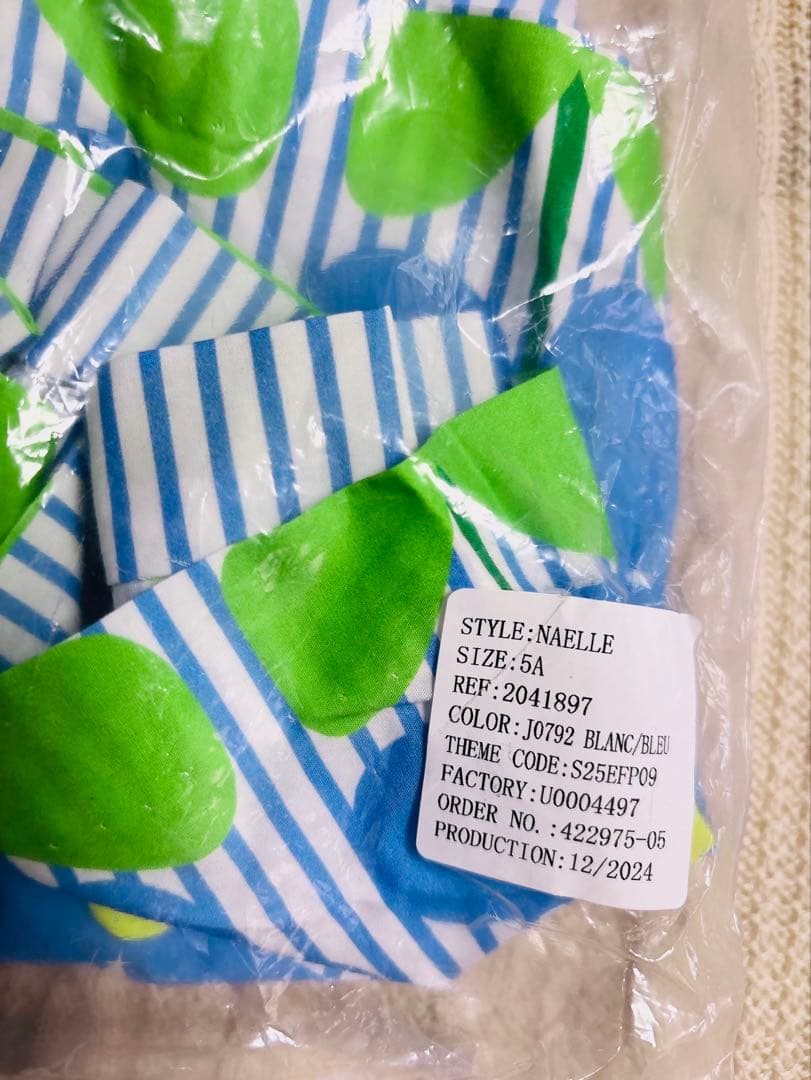 STYLE:NAELLE
SIZE:5A
REF:2041897
COLOR:J0792 BLANC/BLEU
THEME CODE:S25EFP09
FACTORY:U0004497
ORDER NO.:422975-05
PRODUCTION:12/2024